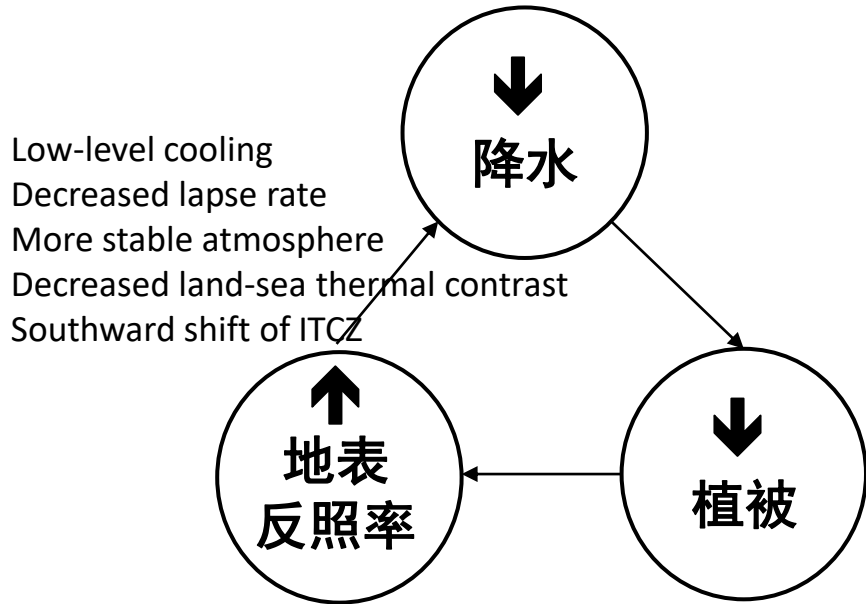 降水
Low-level cooling
Decreased lapse rate
More stable atmosphere
Decreased land-sea thermal contrast
Southward shift of ITCZ
地表
反照率
植被